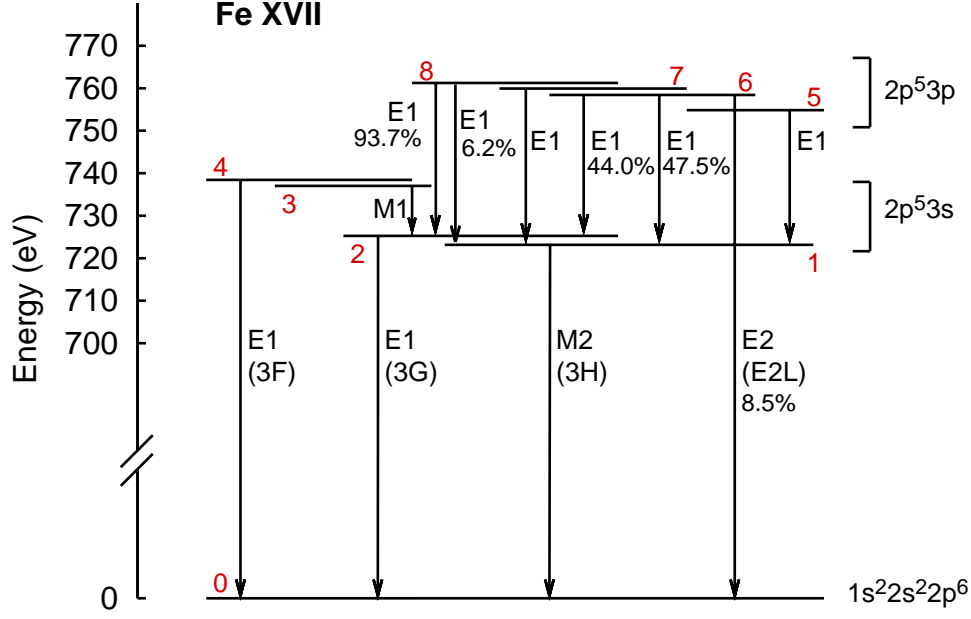 Fe XVII
770
760
750
740
730
720
710
700
0
Energy (eV)
8
7
6
5
4
3
2
1
0
E1
93.7%
E1
6.2%
E1
E1
44.0%
E1
47.5%
E1
M1
E1
(3F)
E1
(3G)
M2
(3H)
E2
(E2L)
8.5%
2p⁵3p
2p⁵3s
1s²2s²2p⁶